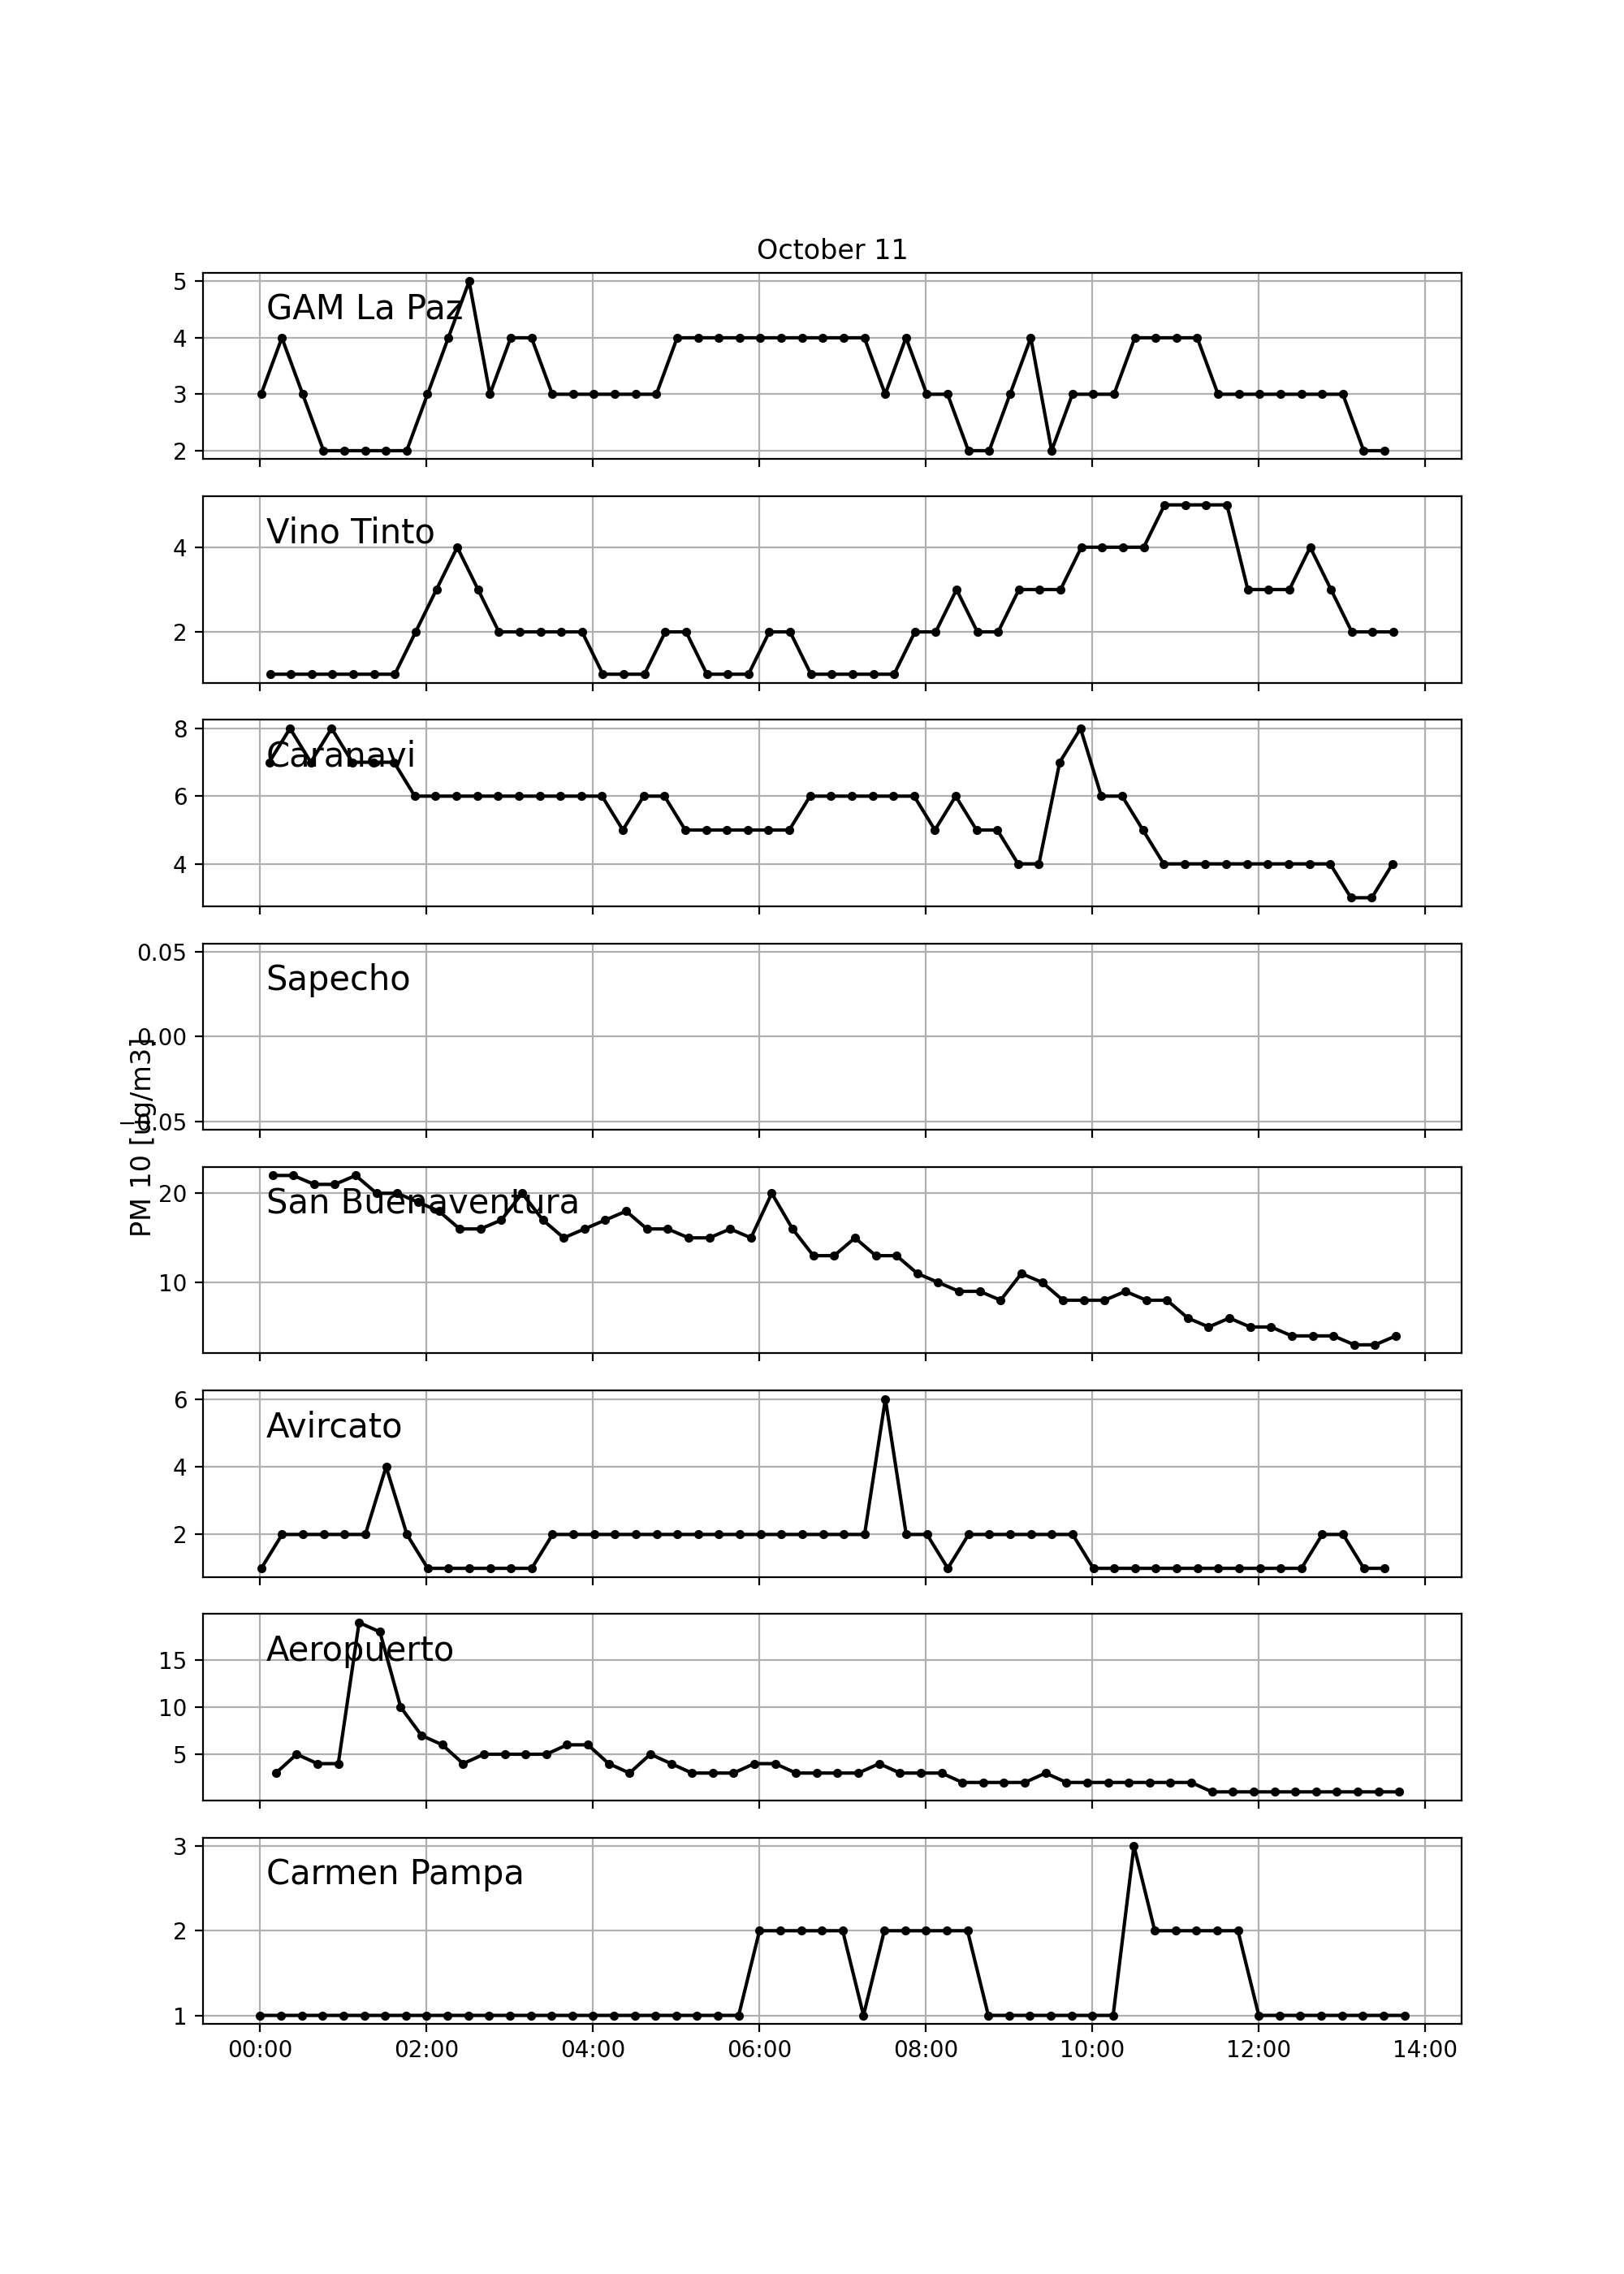 October 11
5
GAM La Paz
4
3
2
Vino Tinto
4
2
8
Caranavi
6
4
0.05
Sapecho
0.00
−0.05
PM 10 [ug/m3]
20
San Buenaventura
10
6
Avircato
4
2
Aeropuerto
15
10
5
3
Carmen Pampa
2
1
00:00 02:00 04:00 06:00 08:00 10:00 12:00 14:00